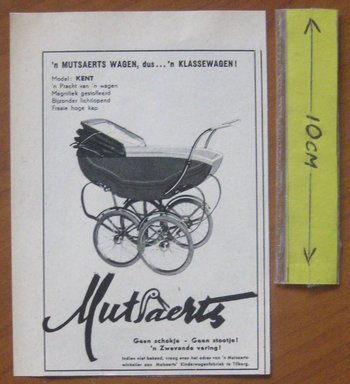 'n MUTSAERTS WAGEN, dus... 'n KLASSEWAGEN!
Model: KENT
'n Pracht van 'n wagen
Magnifiek gestoffeerd
Bijzonder lichtlopend
Fraaie hoge kap
Mutsaerts
Geen schokje - Geen stootje!
'n Zwevende vering!
Indien niet bekend, vraag even het adres van 'n Mutsaerts-
winkelier aan Mutsaerts' Kinderwagenfabriek te Tilburg.
10CM